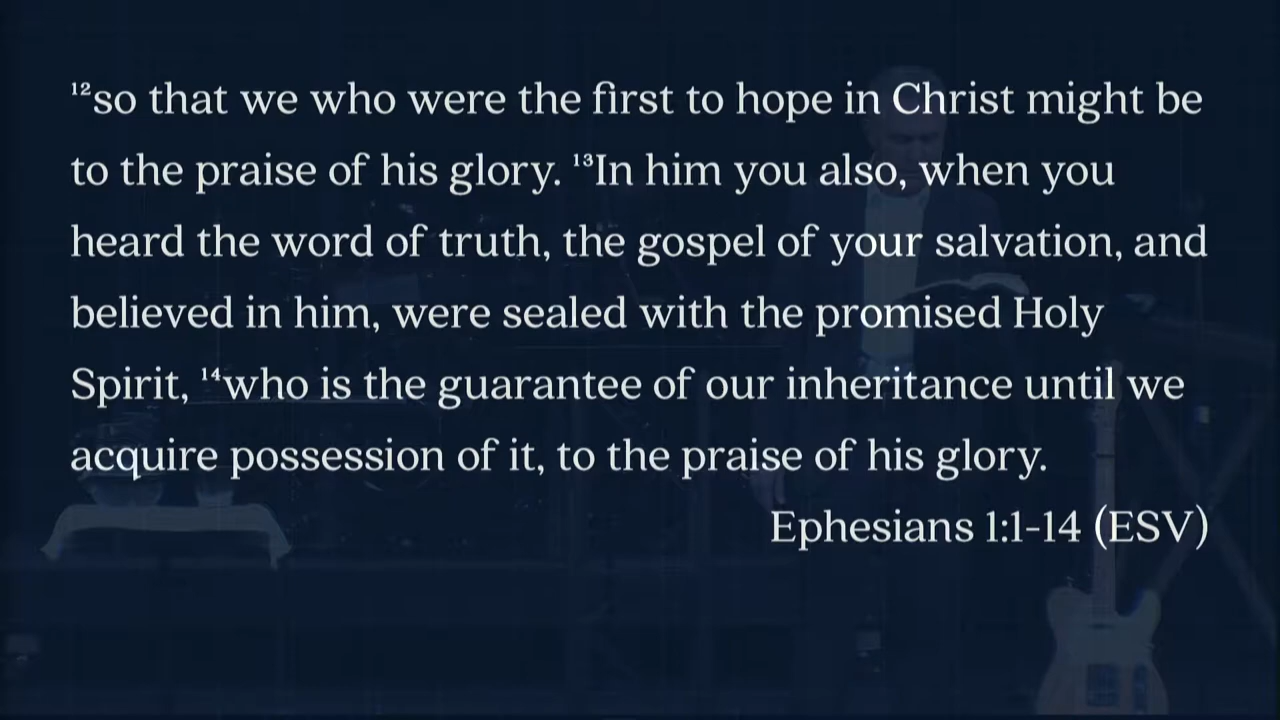 ¹²so that we who were the first to hope in Christ might be
to the praise of his glory. ¹³In him you also, when you
heard the word of truth, the gospel of your salvation, and
believed in him, were sealed with the promised Holy
Spirit, ¹⁴who is the guarantee of our inheritance until we
acquire possession of it, to the praise of his glory.
Ephesians 1:1-14 (ESV)